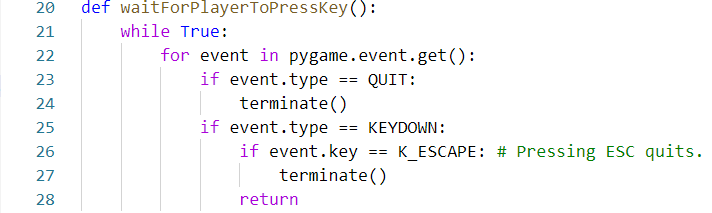 20 def waitForPlayerToPressKey():
21     while True:
22         for event in pygame.event.get():
23             if event.type == QUIT:
24                 terminate()
25             if event.type == KEYDOWN:
26                 if event.key == K_ESCAPE: # Pressing ESC quits.
27                     terminate()
28                 return